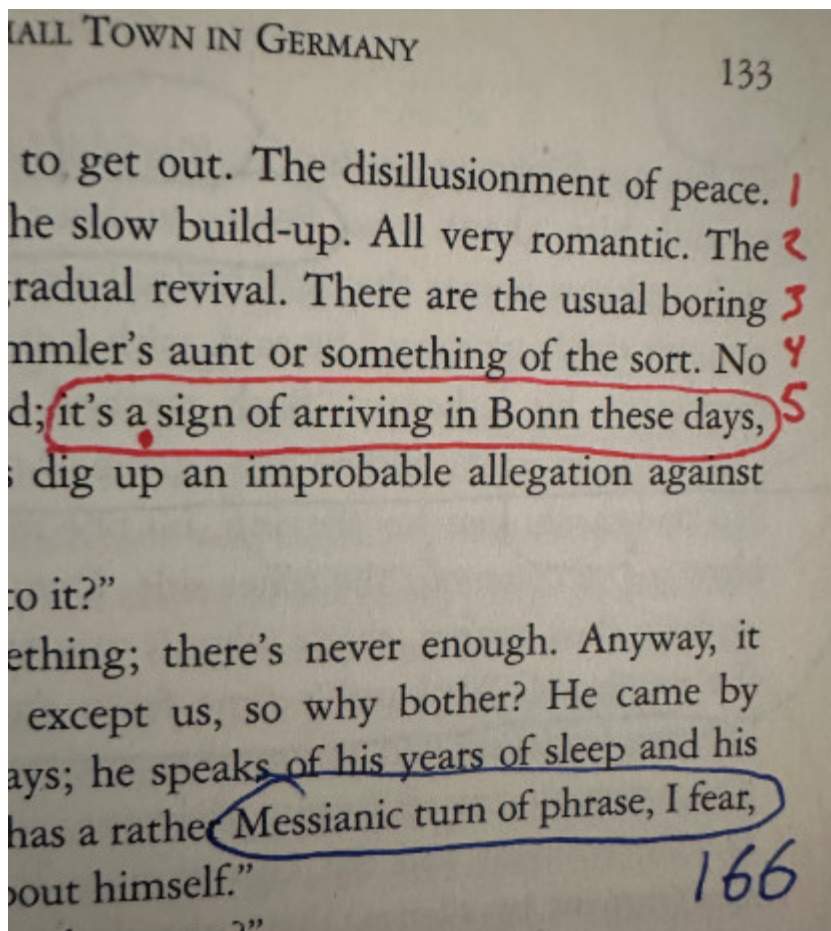 ALL TOWN IN GERMANY
133
to get out. The disillusionment of peace. 1
he slow build-up. All very romantic. The 2
radual revival. There are the usual boring 3
mmler's aunt or something of the sort. No 4
d; it's a sign of arriving in Bonn these days, 5
dig up an improbable allegation against
to it?”
ething; there's never enough. Anyway, it
except us, so why bother? He came by
ays; he speaks of his years of sleep and his
has a rather Messianic turn of phrase, I fear,
bout himself.”
166
?”